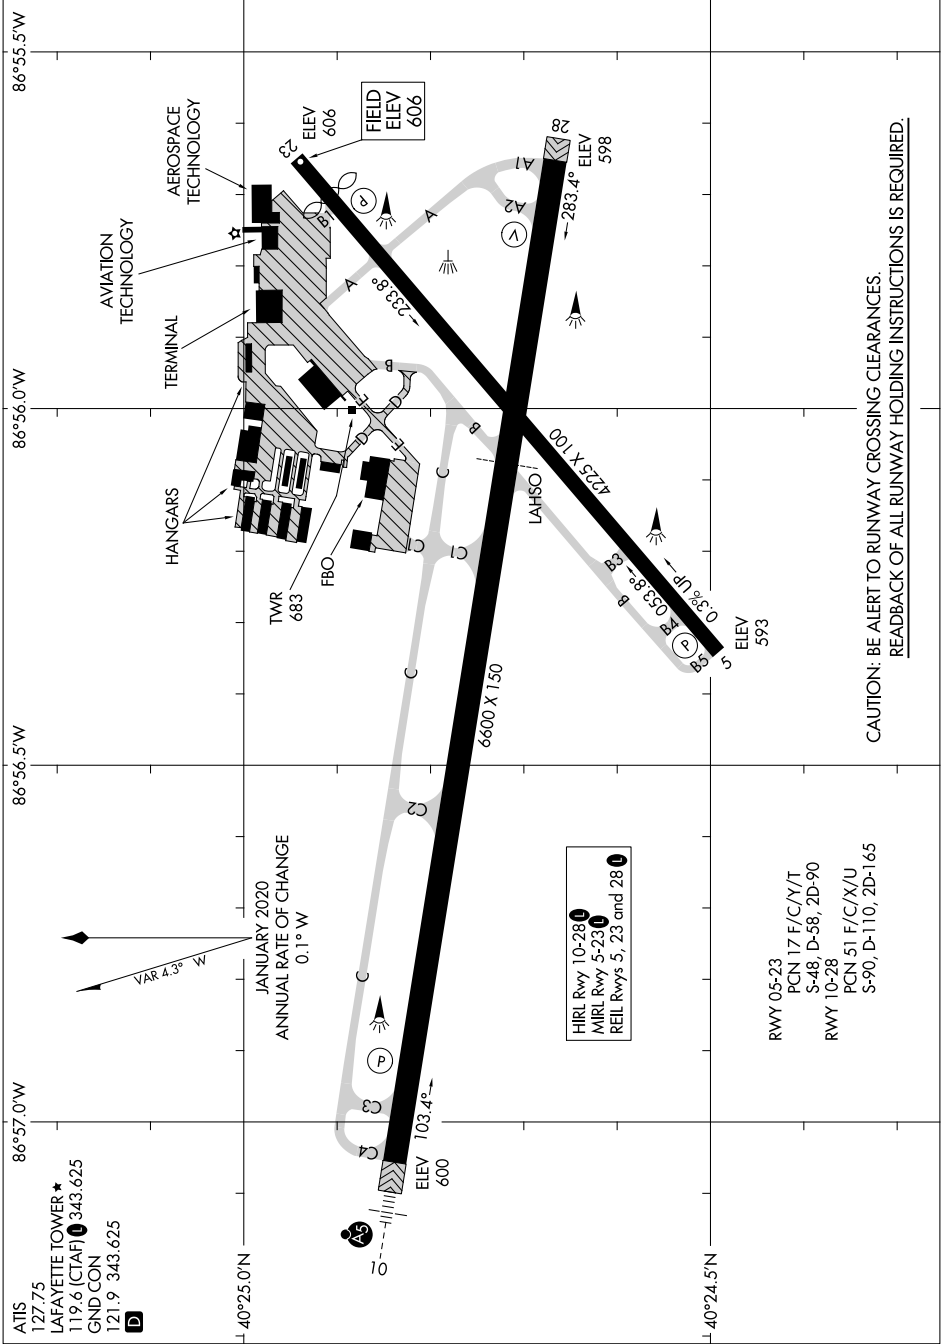 ATIS
127.75
LAFAYETTE TOWER ★
119.6 (CTAF) L 343.625
GND CON
121.9 343.625
D
86°57.0'W
86°56.5'W
86°56.0'W
86°55.5'W
VAR 4.3° W
JANUARY 2020
ANNUAL RATE OF CHANGE
0.1° W
HANGARS
TERMINAL
AVIATION
TECHNOLOGY
AEROSPACE
TECHNOLOGY
23
ELEV
606
FIELD
ELEV
606
40°25.0'N
TWR
683
FBO
B1
P
A
A
233.8°
B
D
D
E
E
B
C
C1
C1
C
C2
C
P
C3
C4
A5
10
ELEV
600
103.4°
6600 X 150
LAHSO
V
A2
A1
28
283.4°
ELEV
598
4225 X 100
B3
B
053.8°
0.3% UP
B4
P
B5
5
ELEV
593
HIRL Rwy 10-28 L
MIRL Rwy 5-23 L
REIL Rwys 5, 23 and 28 L
40°24.5'N
RWY 05-23
PCN 17 F/C/Y/T
S-48, D-58, 2D-90
RWY 10-28
PCN 51 F/C/X/U
S-90, D-110, 2D-165
CAUTION: BE ALERT TO RUNWAY CROSSING CLEARANCES.
READBACK OF ALL RUNWAY HOLDING INSTRUCTIONS IS REQUIRED.